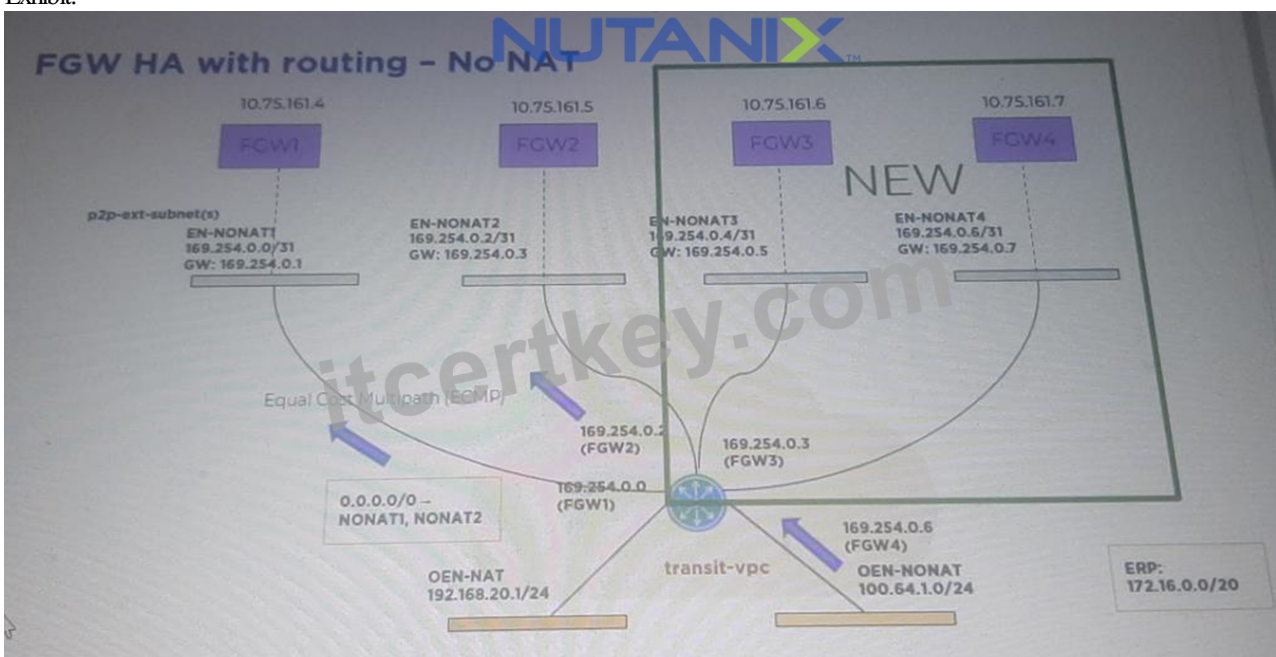 Exhibit:
NUTANIX™
FGW HA with routing – No NAT
10.75.161.4
10.75.161.5
10.75.161.6
10.75.161.7
FGW1
FGW2
FGW3
FGW4
NEW
p2p-ext-subnet(s)
EN-NONAT1
169.254.0.0/31
GW: 169.254.0.1
EN-NONAT2
169.254.0.2/31
GW: 169.254.0.3
EN-NONAT3
169.254.0.4/31
GW: 169.254.0.5
EN-NONAT4
169.254.0.6/31
GW: 169.254.0.7
itcertkey.com
Equal Cost Multipath (ECMP)
169.254.0.2
(FGW2)
169.254.0.3
(FGW3)
169.254.0.0
(FGW1)
0.0.0.0/0 –
NONAT1, NONAT2
169.254.0.6
(FGW4)
transit-vpc
OEN-NAT
192.168.20.1/24
OEN-NONAT
100.64.1.0/24
ERP:
172.16.0.0/20